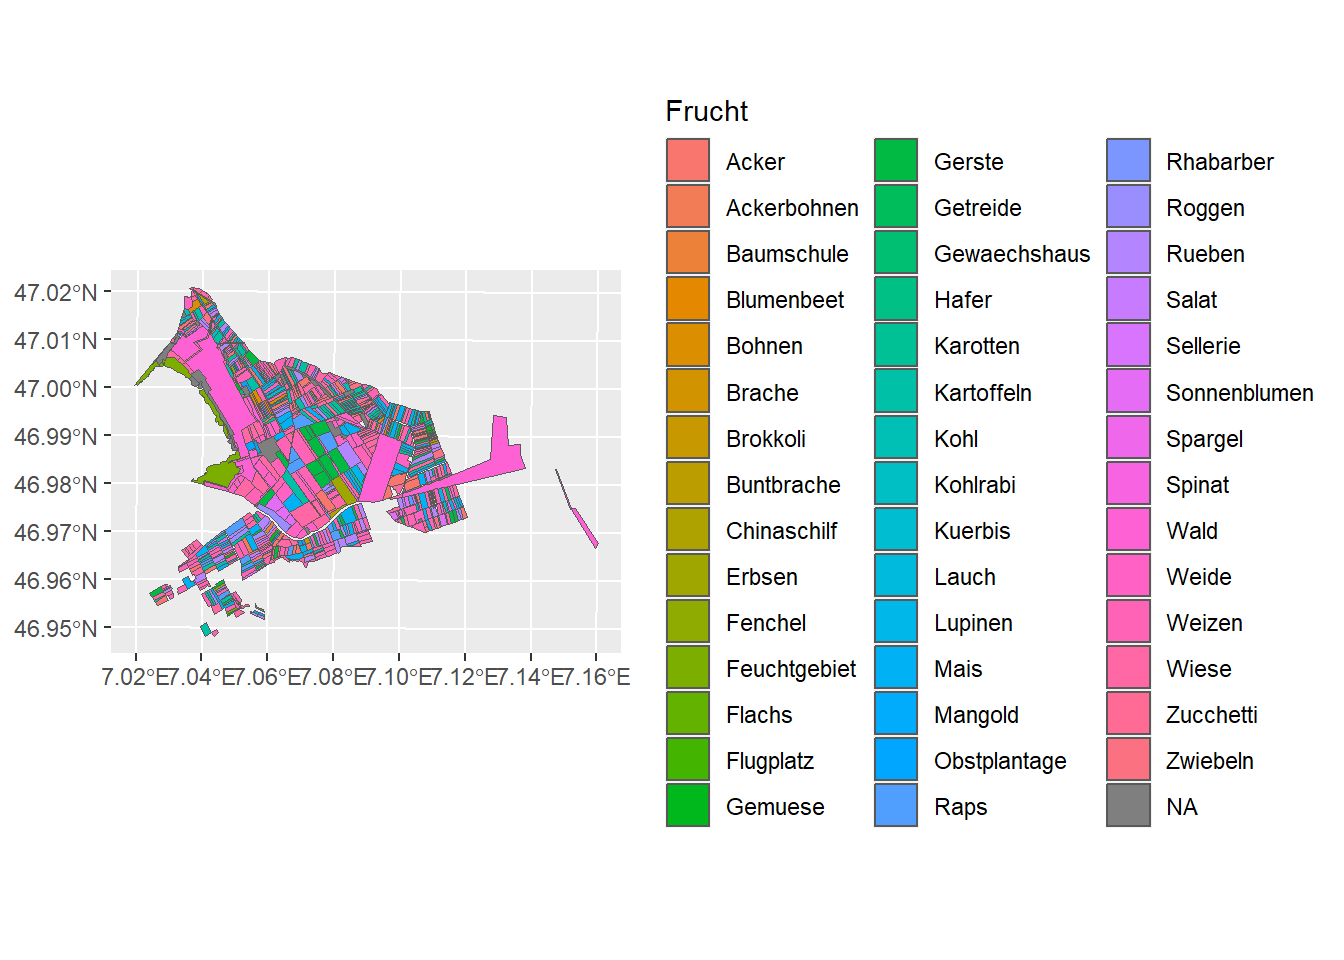 Frucht
Acker
Ackerbohnen
Baumschule
Blumenbeet
Bohnen
Brache
Brokkoli
Buntbrache
Chinaschilf
Erbsen
Fenchel
Feuchtgebiet
Flachs
Flugplatz
Gemuese
Gerste
Getreide
Gewaechshaus
Hafer
Karotten
Kartoffeln
Kohl
Kohlrabi
Kuerbis
Lauch
Lupinen
Mais
Mangold
Obstplantage
Raps
Rhabarber
Roggen
Rueben
Salat
Sellerie
Sonnenblumen
Spargel
Spinat
Wald
Weide
Weizen
Wiese
Zucchetti
Zwiebeln
NA
47.02°N
47.01°N
47.00°N
46.99°N
46.98°N
46.97°N
46.96°N
46.95°N
7.02°E 7.04°E 7.06°E 7.08°E 7.10°E 7.12°E 7.14°E 7.16°E